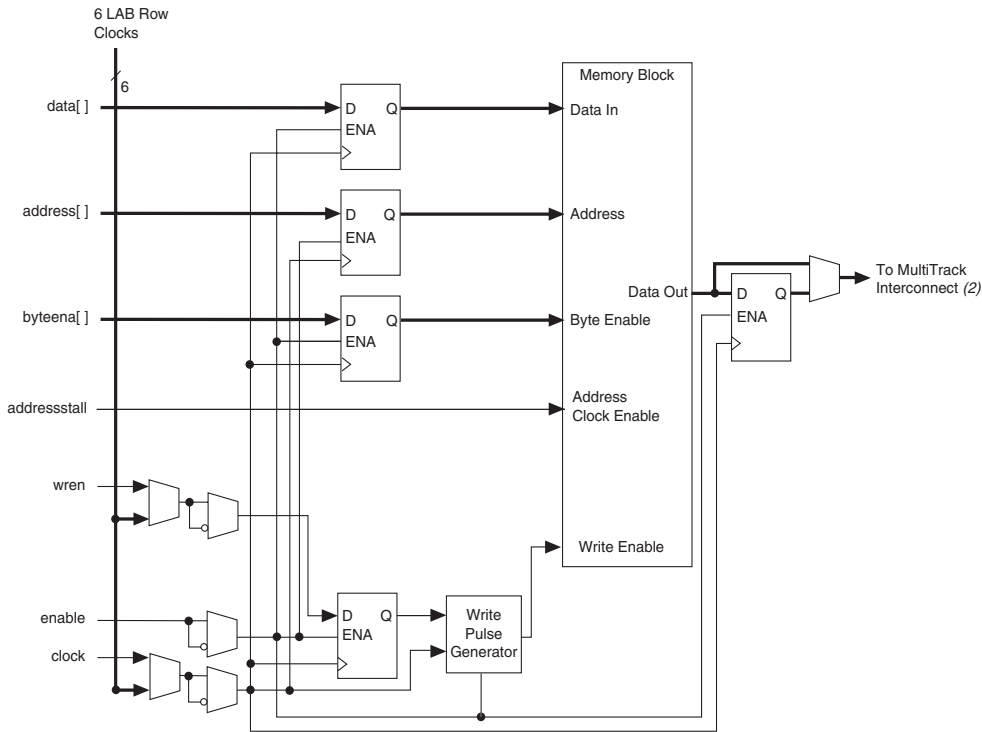 6 LAB Row
Clocks
6
data[ ]
D Q
ENA
Memory Block
Data In
address[ ]
D Q
ENA
Address
Data Out
D Q
ENA
To MultiTrack
Interconnect (2)
byteena[ ]
D Q
ENA
Byte Enable
addressstall
Address
Clock Enable
wren
Write Enable
enable
clock
D Q
ENA
Write
Pulse
Generator